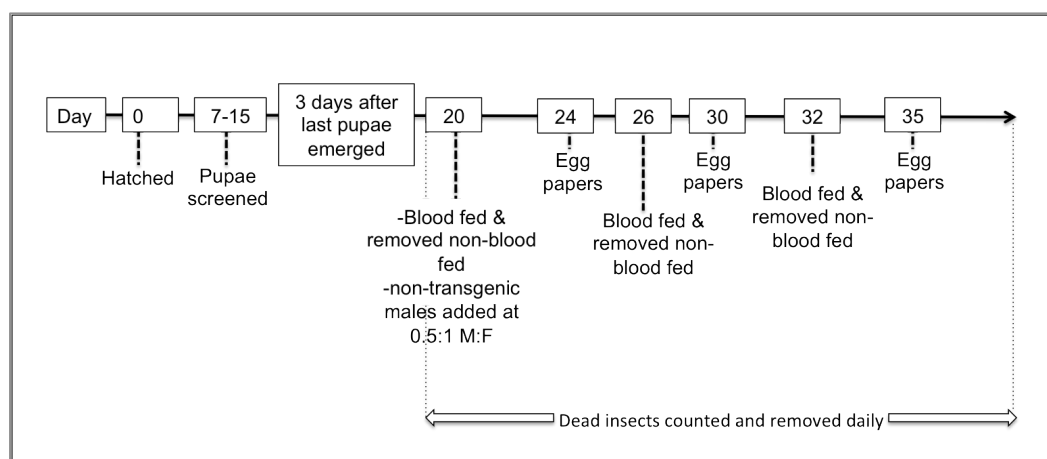 Day
0
7-15
3 days after
last pupae
emerged
20
24
26
30
32
35
Hatched
Pupae
screened
-Blood fed &
removed non-blood
fed
-non-transgenic
males added at
0.5:1 M:F
Egg
papers
Blood fed &
removed non-
blood fed
Egg
papers
Blood fed &
removed non-
blood fed
Egg
papers
Dead insects counted and removed daily